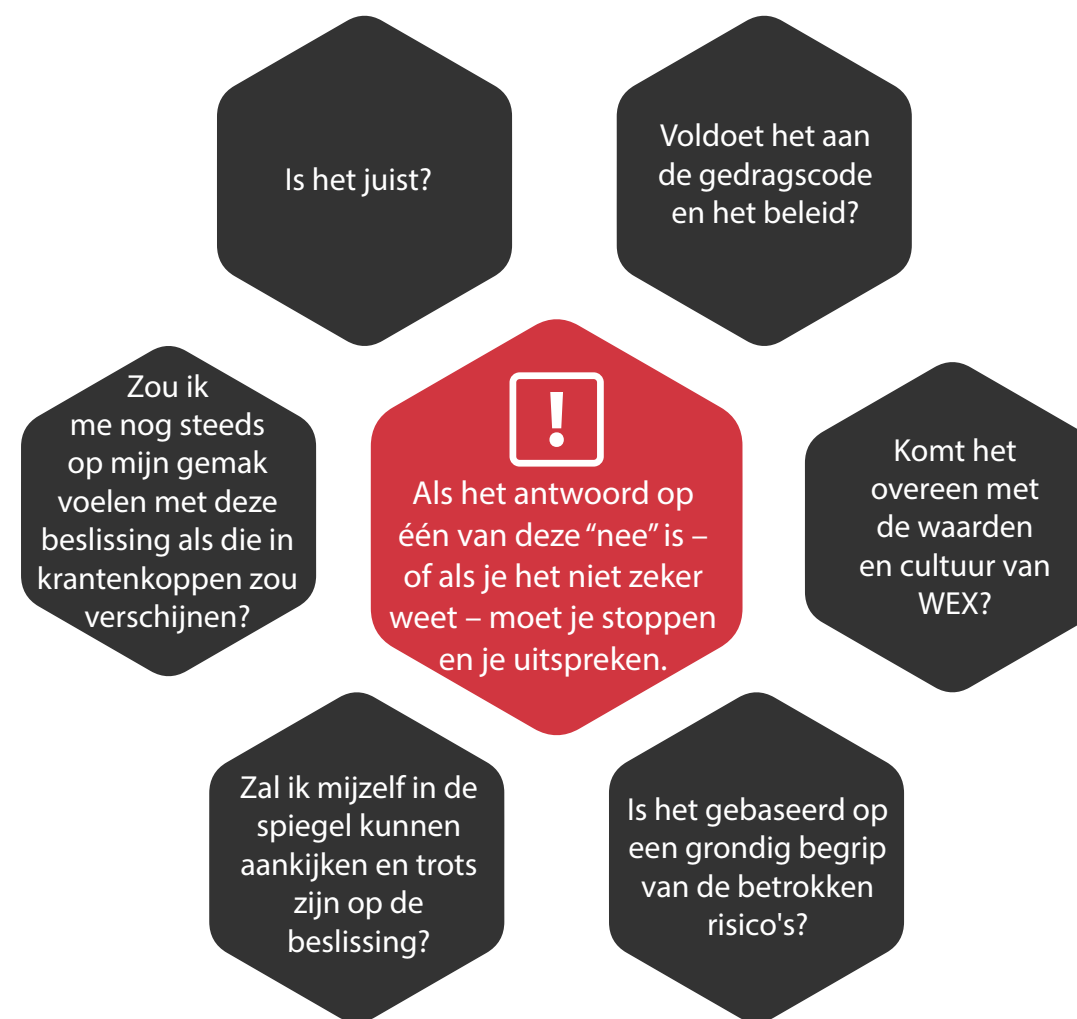 Is het juist?
Voldoet het aan
de gedragscode
en het beleid?
Zou ik
me nog steeds
op mijn gemak
voelen met deze
beslissing als die in
krantenkoppen zou
verschijnen?
!
Als het antwoord op
één van deze “nee” is –
of als je het niet zeker
weet – moet je stoppen
en je uitspreken.
Komt het
overeen met
de waarden
en cultuur van
WEX?
Zal ik mijzelf in de
spiegel kunnen
aankijken en trots
zijn op de
beslissing?
Is het gebaseerd op
een grondig begrip
van de betrokken
risico's?